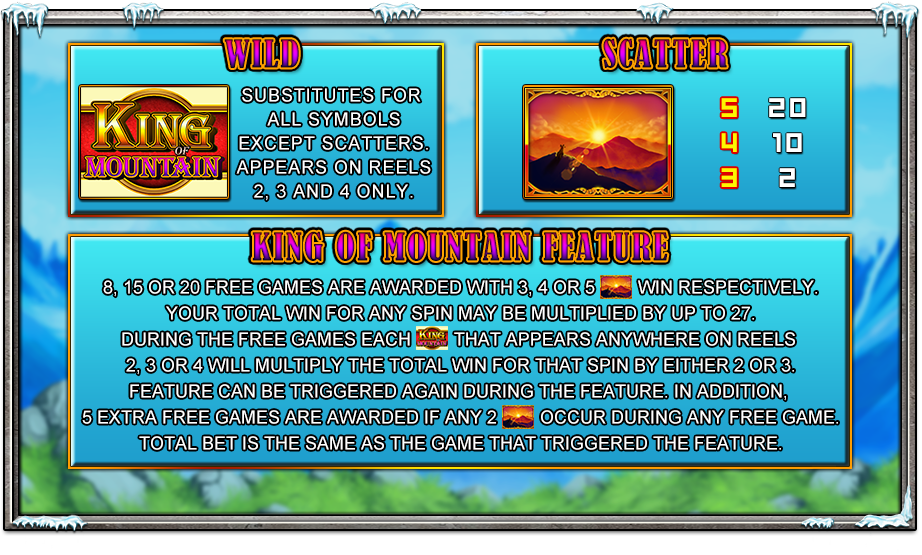 WILD
KING
OF
MOUNTAIN
SUBSTITUTES FOR
ALL SYMBOLS
EXCEPT SCATTERS.
APPEARS ON REELS
2, 3 AND 4 ONLY.
SCATTER
5 20
4 10
3 2
KING OF MOUNTAIN FEATURE
8, 15 OR 20 FREE GAMES ARE AWARDED WITH 3, 4 OR 5 WIN RESPECTIVELY.
YOUR TOTAL WIN FOR ANY SPIN MAY BE MULTIPLIED BY UP TO 27.
DURING THE FREE GAMES EACH KING OF MOUNTAIN THAT APPEARS ANYWHERE ON REELS
2, 3 OR 4 WILL MULTIPLY THE TOTAL WIN FOR THAT SPIN BY EITHER 2 OR 3.
FEATURE CAN BE TRIGGERED AGAIN DURING THE FEATURE. IN ADDITION,
5 EXTRA FREE GAMES ARE AWARDED IF ANY 2 OCCUR DURING ANY FREE GAME.
TOTAL BET IS THE SAME AS THE GAME THAT TRIGGERED THE FEATURE.